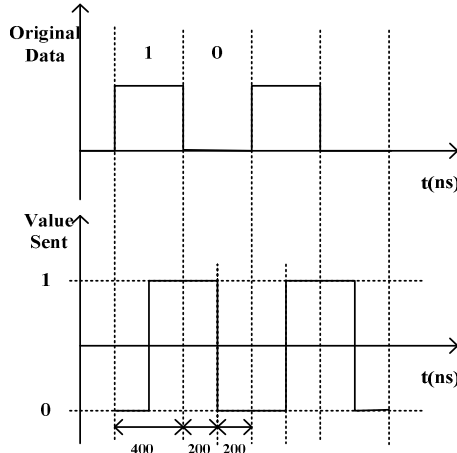 Original
Data
1 0
t(ns)
Value
Sent
1
t(ns)
0
400 200 200